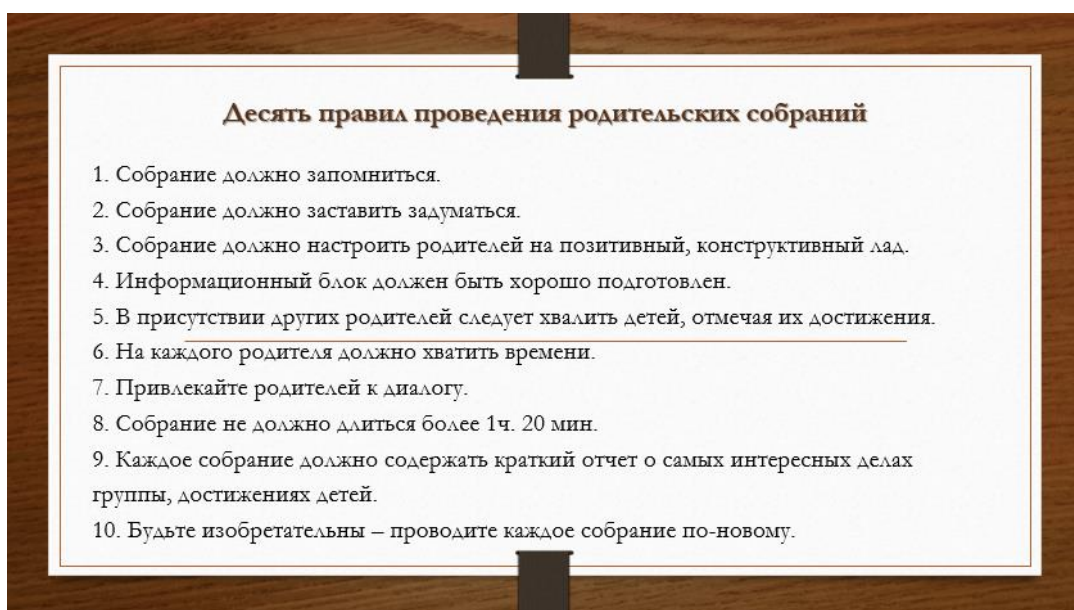 Десять правил проведения родительских собраний
1. Собрание должно запомниться.
2. Собрание должно заставить задуматься.
3. Собрание должно настроить родителей на позитивный, конструктивный лад.
4. Информационный блок должен быть хорошо подготовлен.
5. В присутствии других родителей следует хвалить детей, отмечая их достижения.
6. На каждого родителя должно хватить времени.
7. Привлекайте родителей к диалогу.
8. Собрание не должно длиться более 1ч. 20 мин.
9. Каждое собрание должно содержать краткий отчет о самых интересных делах
группы, достижениях детей.
10. Будьте изобретательны – проводите каждое собрание по-новому.